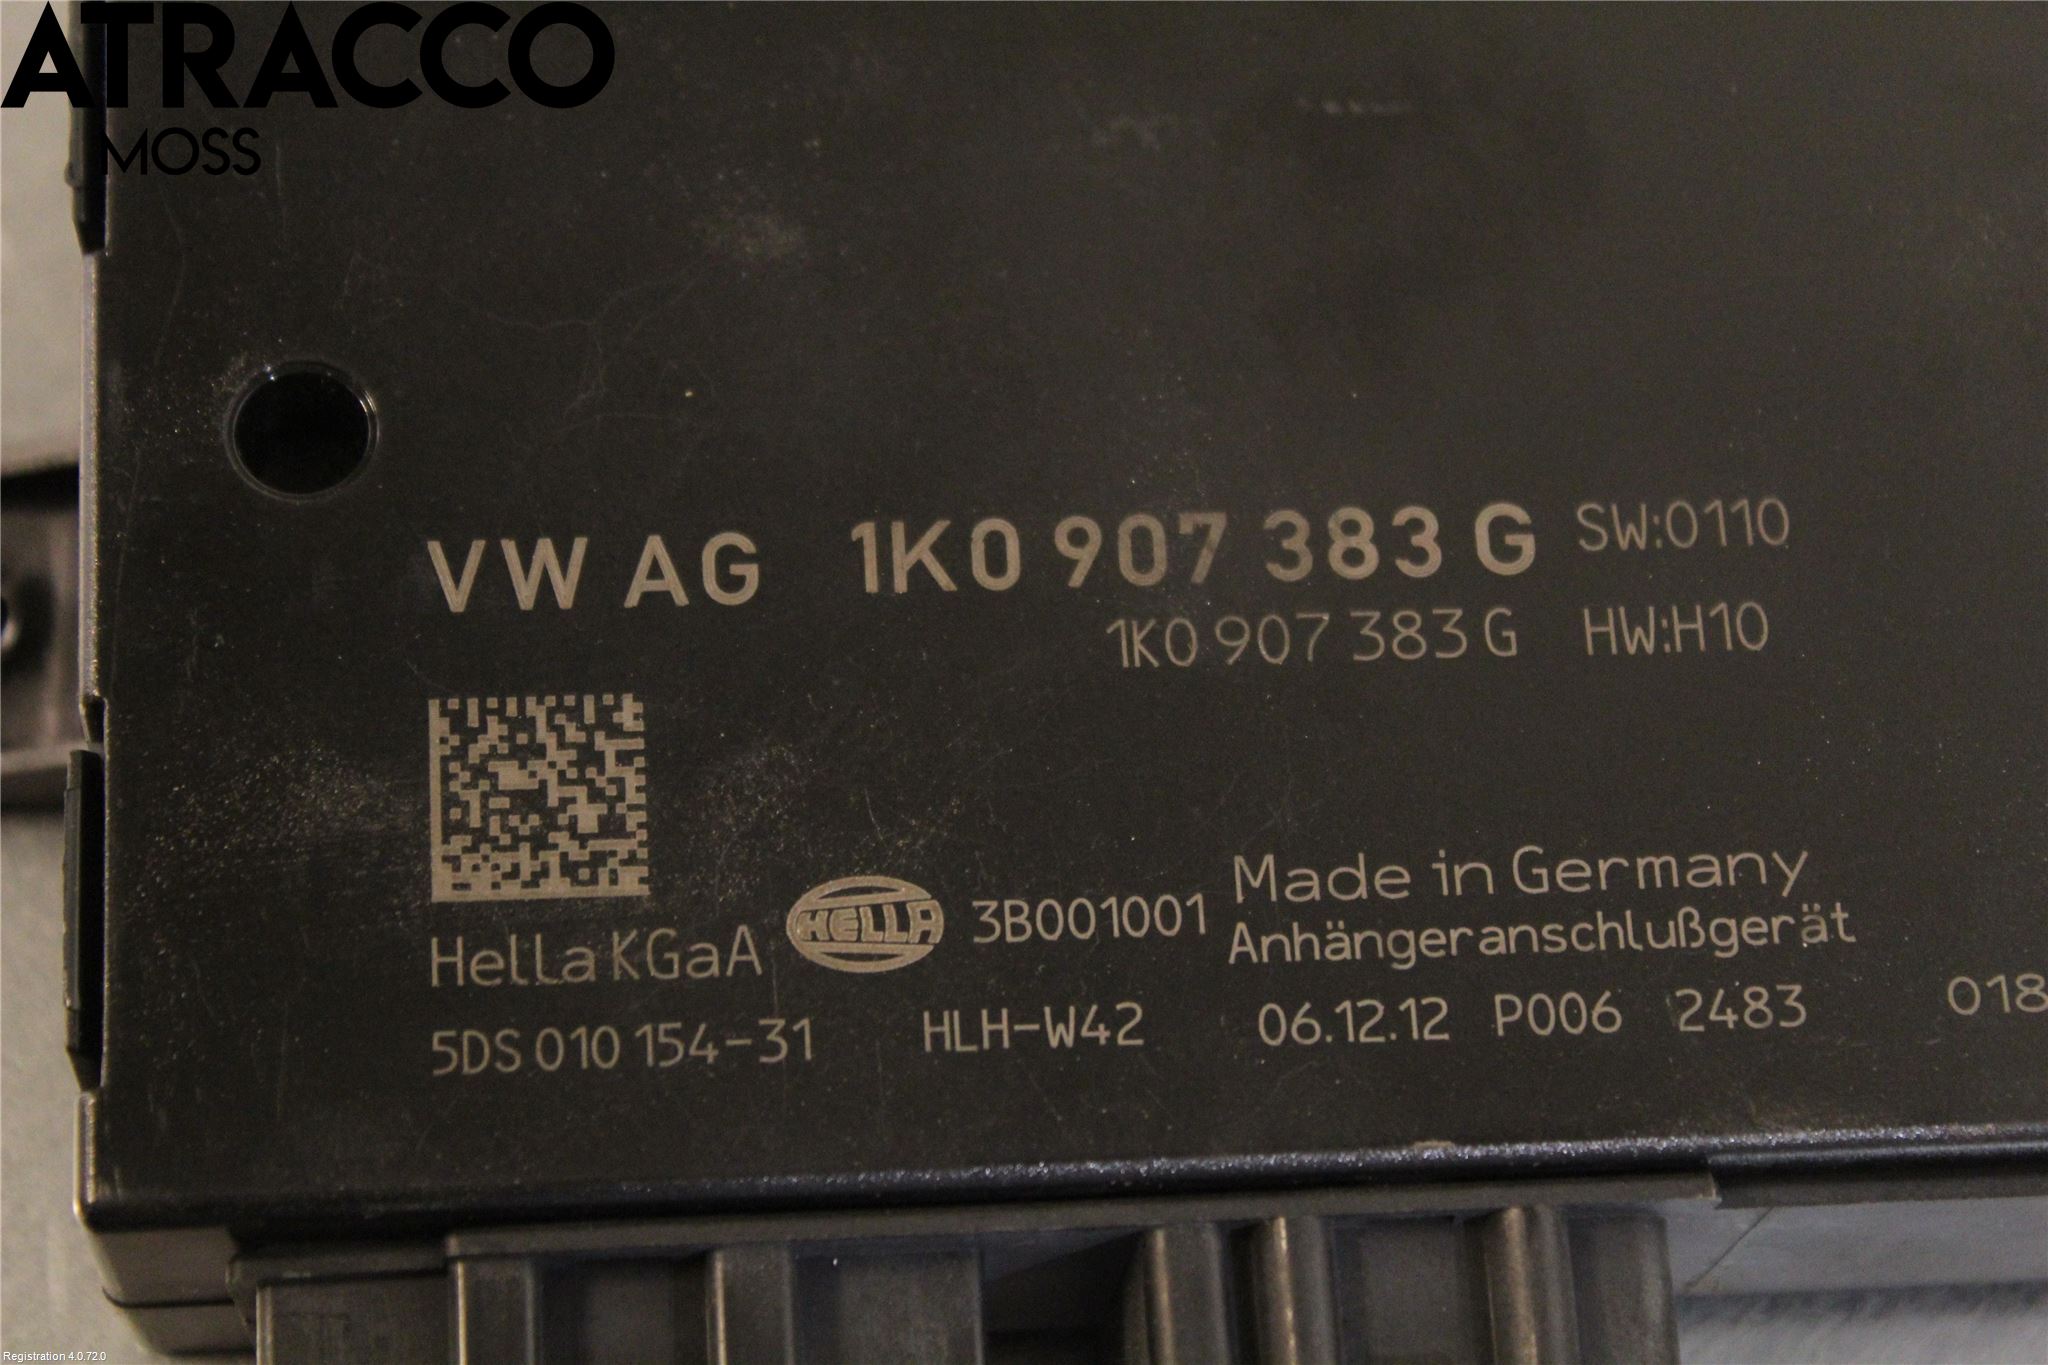 ATRACCO
MOSS
VW AG 1K0 907 383 G SW:0110
1K0 907 383 G HW:H10
Made in Germany
Hella KGaA HELLA 3B001001 Anhängeranschlußgerät
5DS 010 154-31 HLH-W42 06.12.12 P006 2483 018
Registration 4.0.72.0